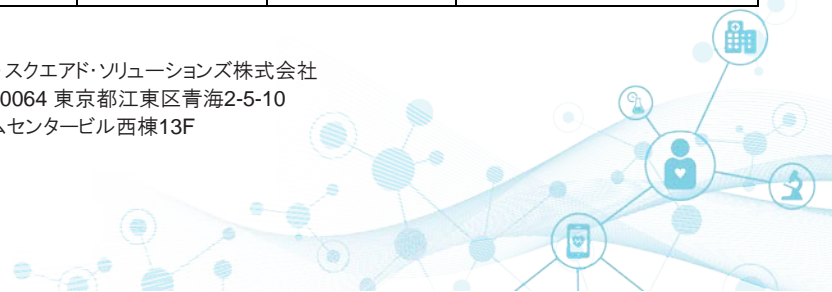 ・スクエアド・ソリューションズ株式会社
0064 東京都江東区青海2-5-10
ムセンタービル西棟13F